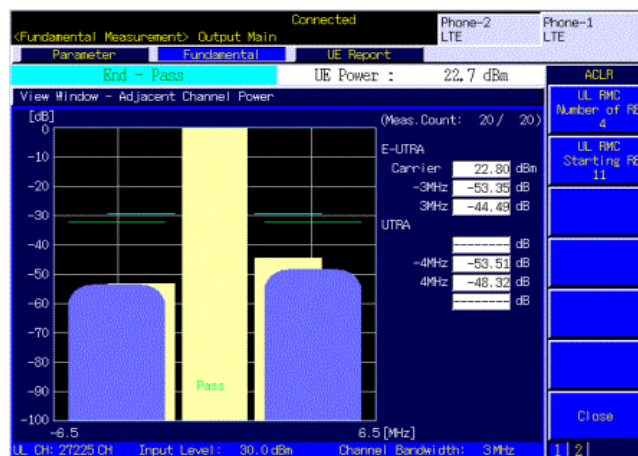 Connected
Phone-2 Phone-1
LTE LTE
<Fundamental Measurement> Output Main
Parameter Fundamental UE Report
End - Pass UE Power : 22.7 dBm ACLR
View Window - Adjacent Channel Power
UL RMC
Number of RB
4
UL RMC
Starting RB
11
[dB] (Meas.Count: 20/ 20)
0
-10
-20
-30
-40
-50
-60
-70
-80
-90
-100
E-UTRA
Carrier 22.80 dBm
-3MHz -53.35 dB
3MHz -44.49 dB
UTRA
------- dB
-4MHz -53.51 dB
4MHz -48.32 dB
------- dB
Pass
-6.5 6.5[MHz]
Close
UL CH: 27225CH Input Level: 30.0dBm Channel Bandwidth: 3MHz
1 2